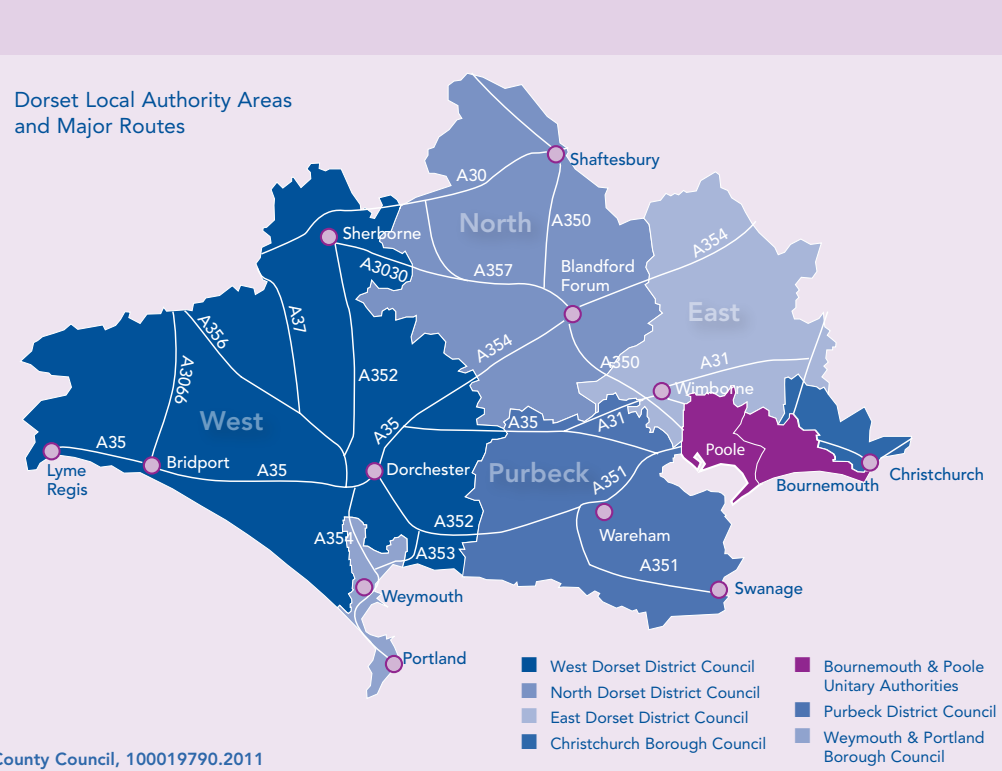 Dorset Local Authority Areas
and Major Routes
Shaftesbury
A30
North
A350
Sherborne
A3030
A357
Blandford
Forum
A354
East
A37
A356
A3066
A352
A354
A350
A31
Wimborne
West
A35
A35
A31
Poole
A35
Lyme
Regis
Bridport
A35
Dorchester
Purbeck
A351
Christchurch
Bournemouth
A352
A354
A353
Wareham
A351
Swanage
Weymouth
Portland
West Dorset District Council
North Dorset District Council
East Dorset District Council
Christchurch Borough Council
Bournemouth & Poole
Unitary Authorities
Purbeck District Council
Weymouth & Portland
Borough Council
County Council, 100019790.2011